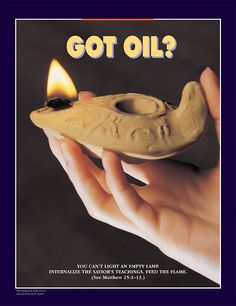 GOT OIL?
YOU CAN'T LIGHT AN EMPTY LAMP.
INTERNALIZE THE SAVIOR'S TEACHINGS. FEED THE FLAME.
(See Matthew 25:1–13.)